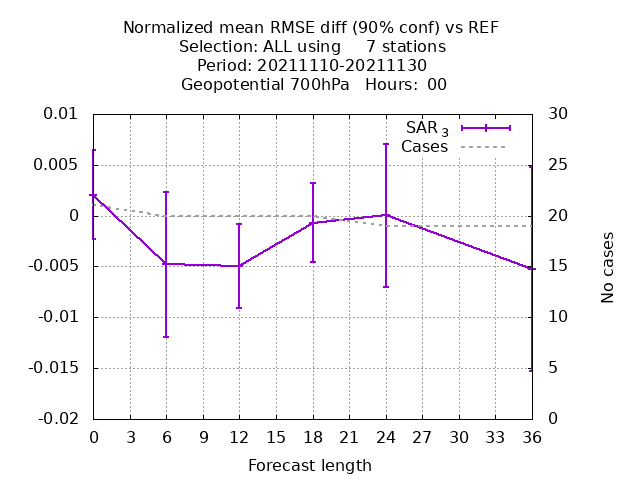 Normalized mean RMSE diff (90% conf) vs REF
Selection: ALL using     7 stations
Period: 20211110-20211130
Geopotential 700hPa   Hours:  00
0.01
0.005
0
-0.005
-0.01
-0.015
-0.02
30
25
20
15
10
5
0
SAR 3
Cases
No cases
0 3 6 9 12 15 18 21 24 27 30 33 36
Forecast length